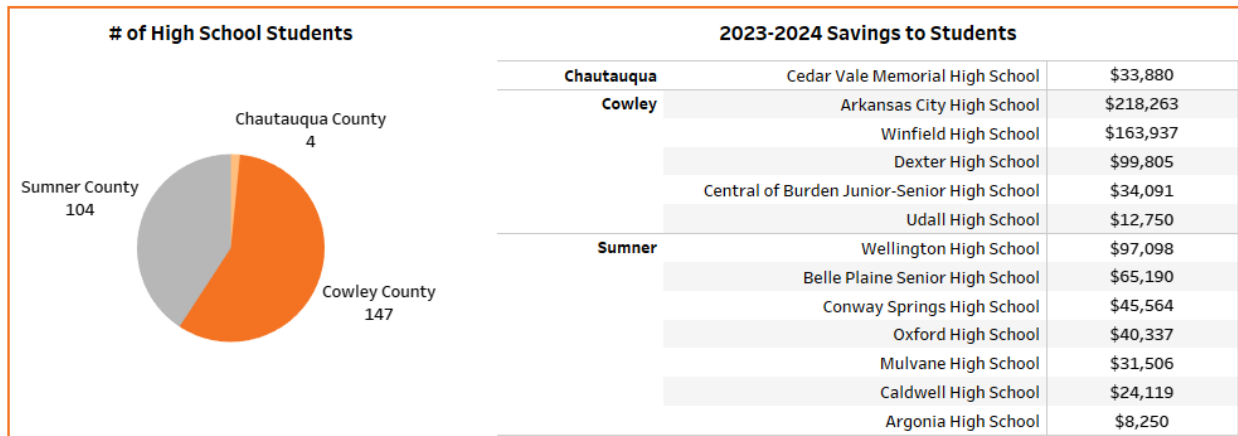 # of High School Students
Chautauqua County
4
Sumner County
104
Cowley County
147
2023-2024 Savings to Students
Chautauqua Cedar Vale Memorial High School $33,880
Cowley Arkansas City High School $218,263
Winfield High School $163,937
Dexter High School $99,805
Central of Burden Junior-Senior High School $34,091
Udall High School $12,750
Sumner Wellington High School $97,098
Belle Plaine Senior High School $65,190
Conway Springs High School $45,564
Oxford High School $40,337
Mulvane High School $31,506
Caldwell High School $24,119
Argonia High School $8,250